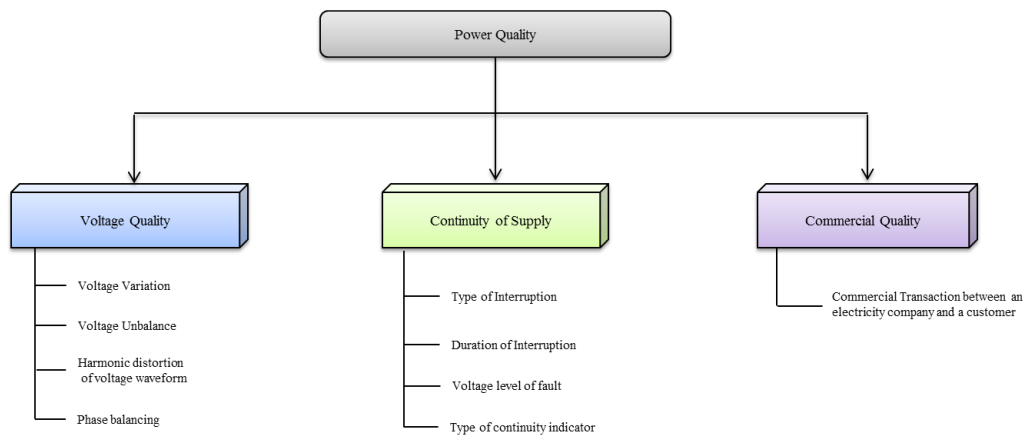 Power Quality
Voltage Quality
Voltage Variation
Voltage Unbalance
Harmonic distortion
of voltage waveform
Phase balancing
Continuity of Supply
Type of Interruption
Duration of Interruption
Voltage level of fault
Type of continuity indicator
Commercial Quality
Commercial Transaction between an
electricity company and a customer